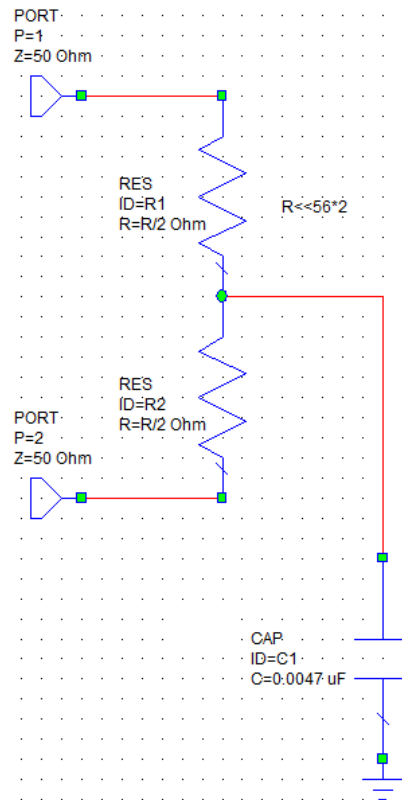 PORT
P=1
Z=50 Ohm
RES
ID=R1
R=R/2 Ohm
R<<56*2
RES
ID=R2
R=R/2 Ohm
PORT
P=2
Z=50 Ohm
CAP
ID=C1
C=0.0047 uF